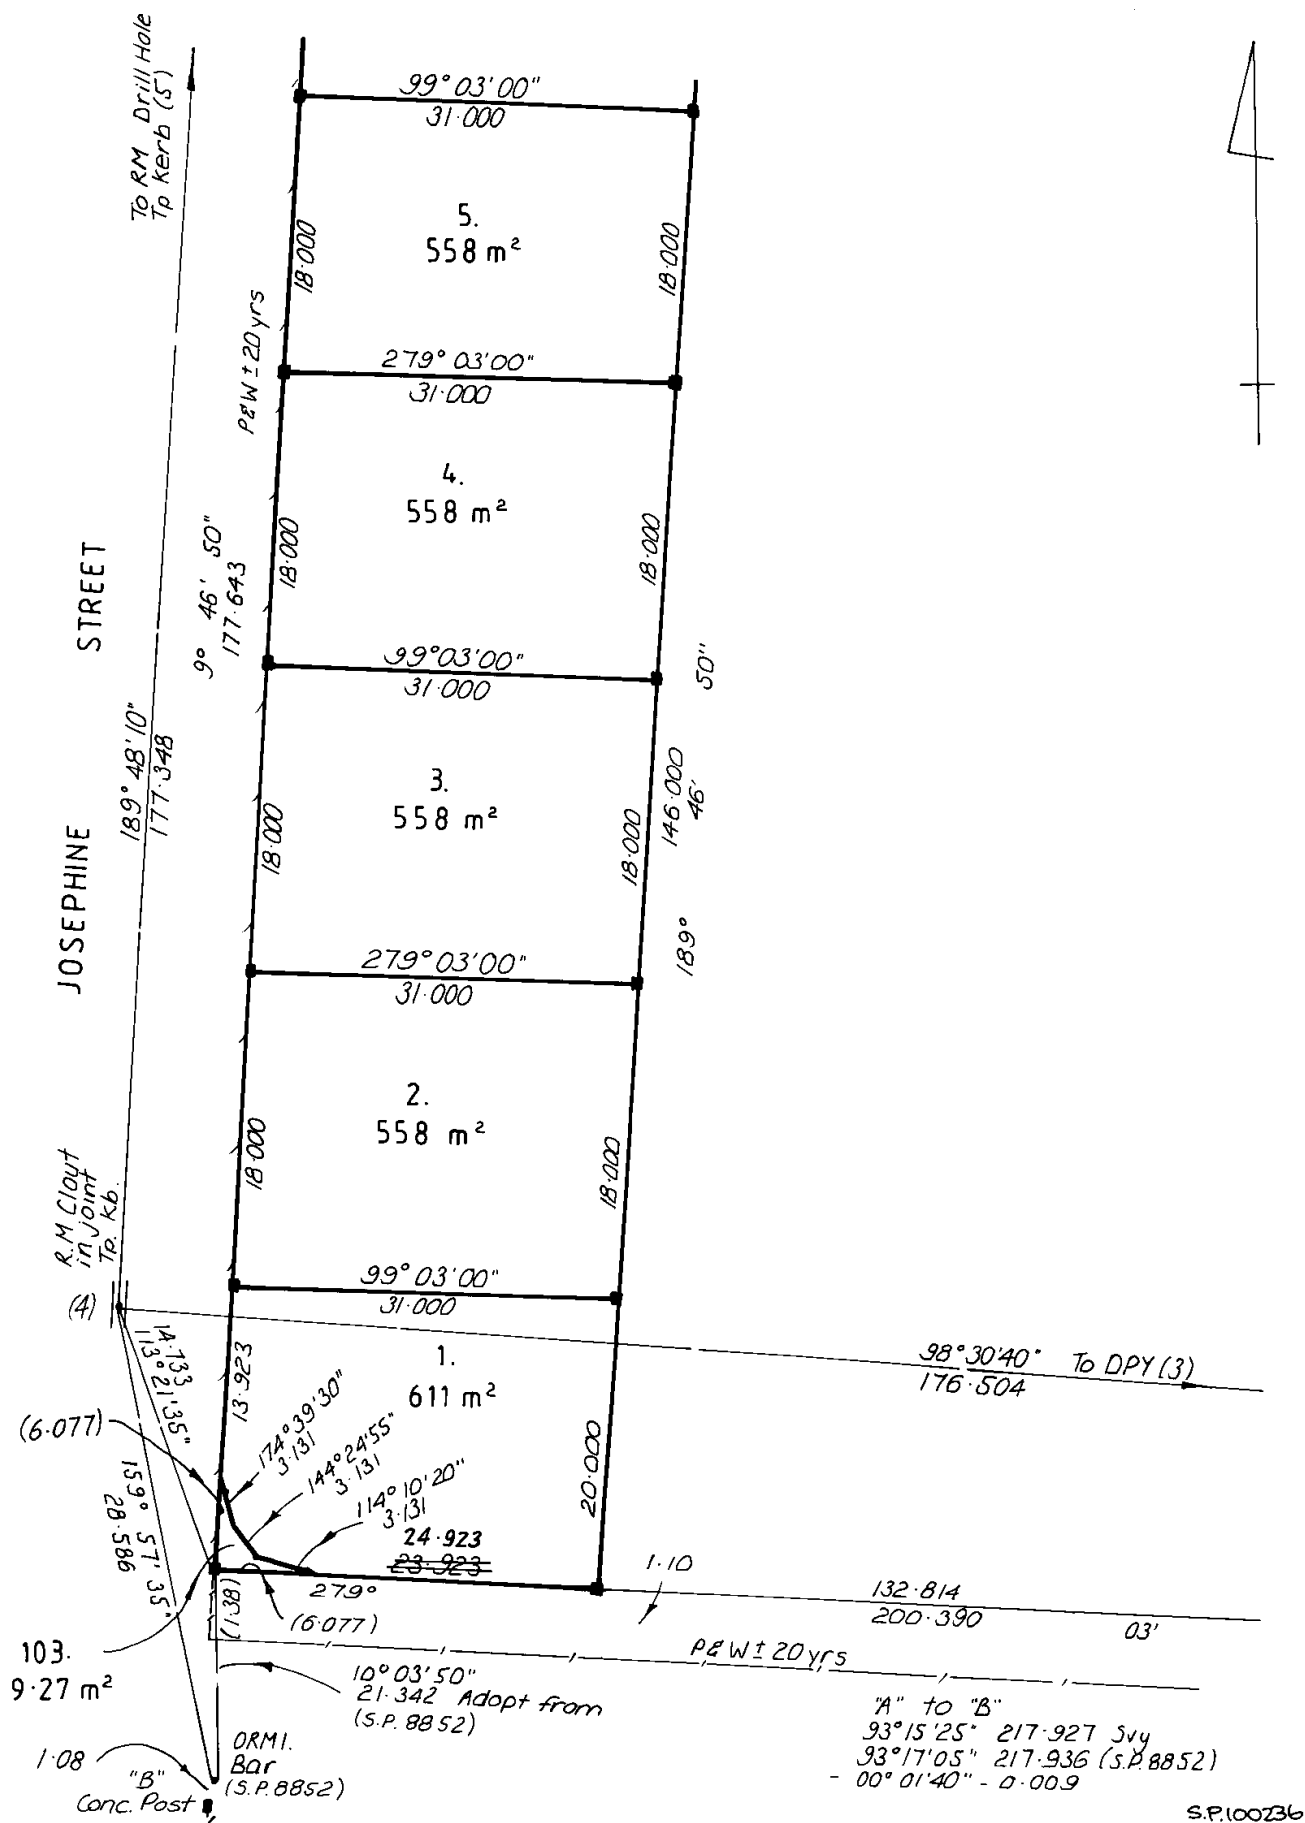 To RM Drill Hole
Tp Kerb (5)
99° 03' 00"
31·000
5.
558 m²
18·000
18·000
P&W ± 20 yrs
279° 03' 00"
31·000
4.
558 m²
18·000
18·000
9° 46' 50"
177·643
JOSEPHINE STREET
189° 48' 10"
177·348
99° 03' 00"
31·000
3.
558 m²
18·000
18·000
189° 46' 50"
146·000
279° 03' 00"
31·000
2.
558 m²
18·000
18·000
R.M Clout
in joint
Tp. kb.
(4)
99° 03' 00"
31·000
1.
611 m²
98° 30' 40" To DPY (3)
176·504
14·733
113° 21' 35"
13·923
(6·077)
174° 39' 30"
3·131
144° 24' 55"
3·131
114° 10' 20"
3·131
20·000
24·923
23·923
159° 57' 35"
28·586
279° 03'
(1·38)
(6·077)
1·10
132·814
200·390
P&W ± 20 yrs
103.
9·27 m²
10° 03' 50"
21·342 Adopt from
(S.P. 8852)
1·08
ORM1.
Bar
(S.P. 8852)
"B"
Conc. Post
"A" to "B"
93° 15' 25" 217·927 Svy
93° 17' 05" 217·936 (S.P. 8852)
- 00° 01' 40" - 0·009
S.P.100236